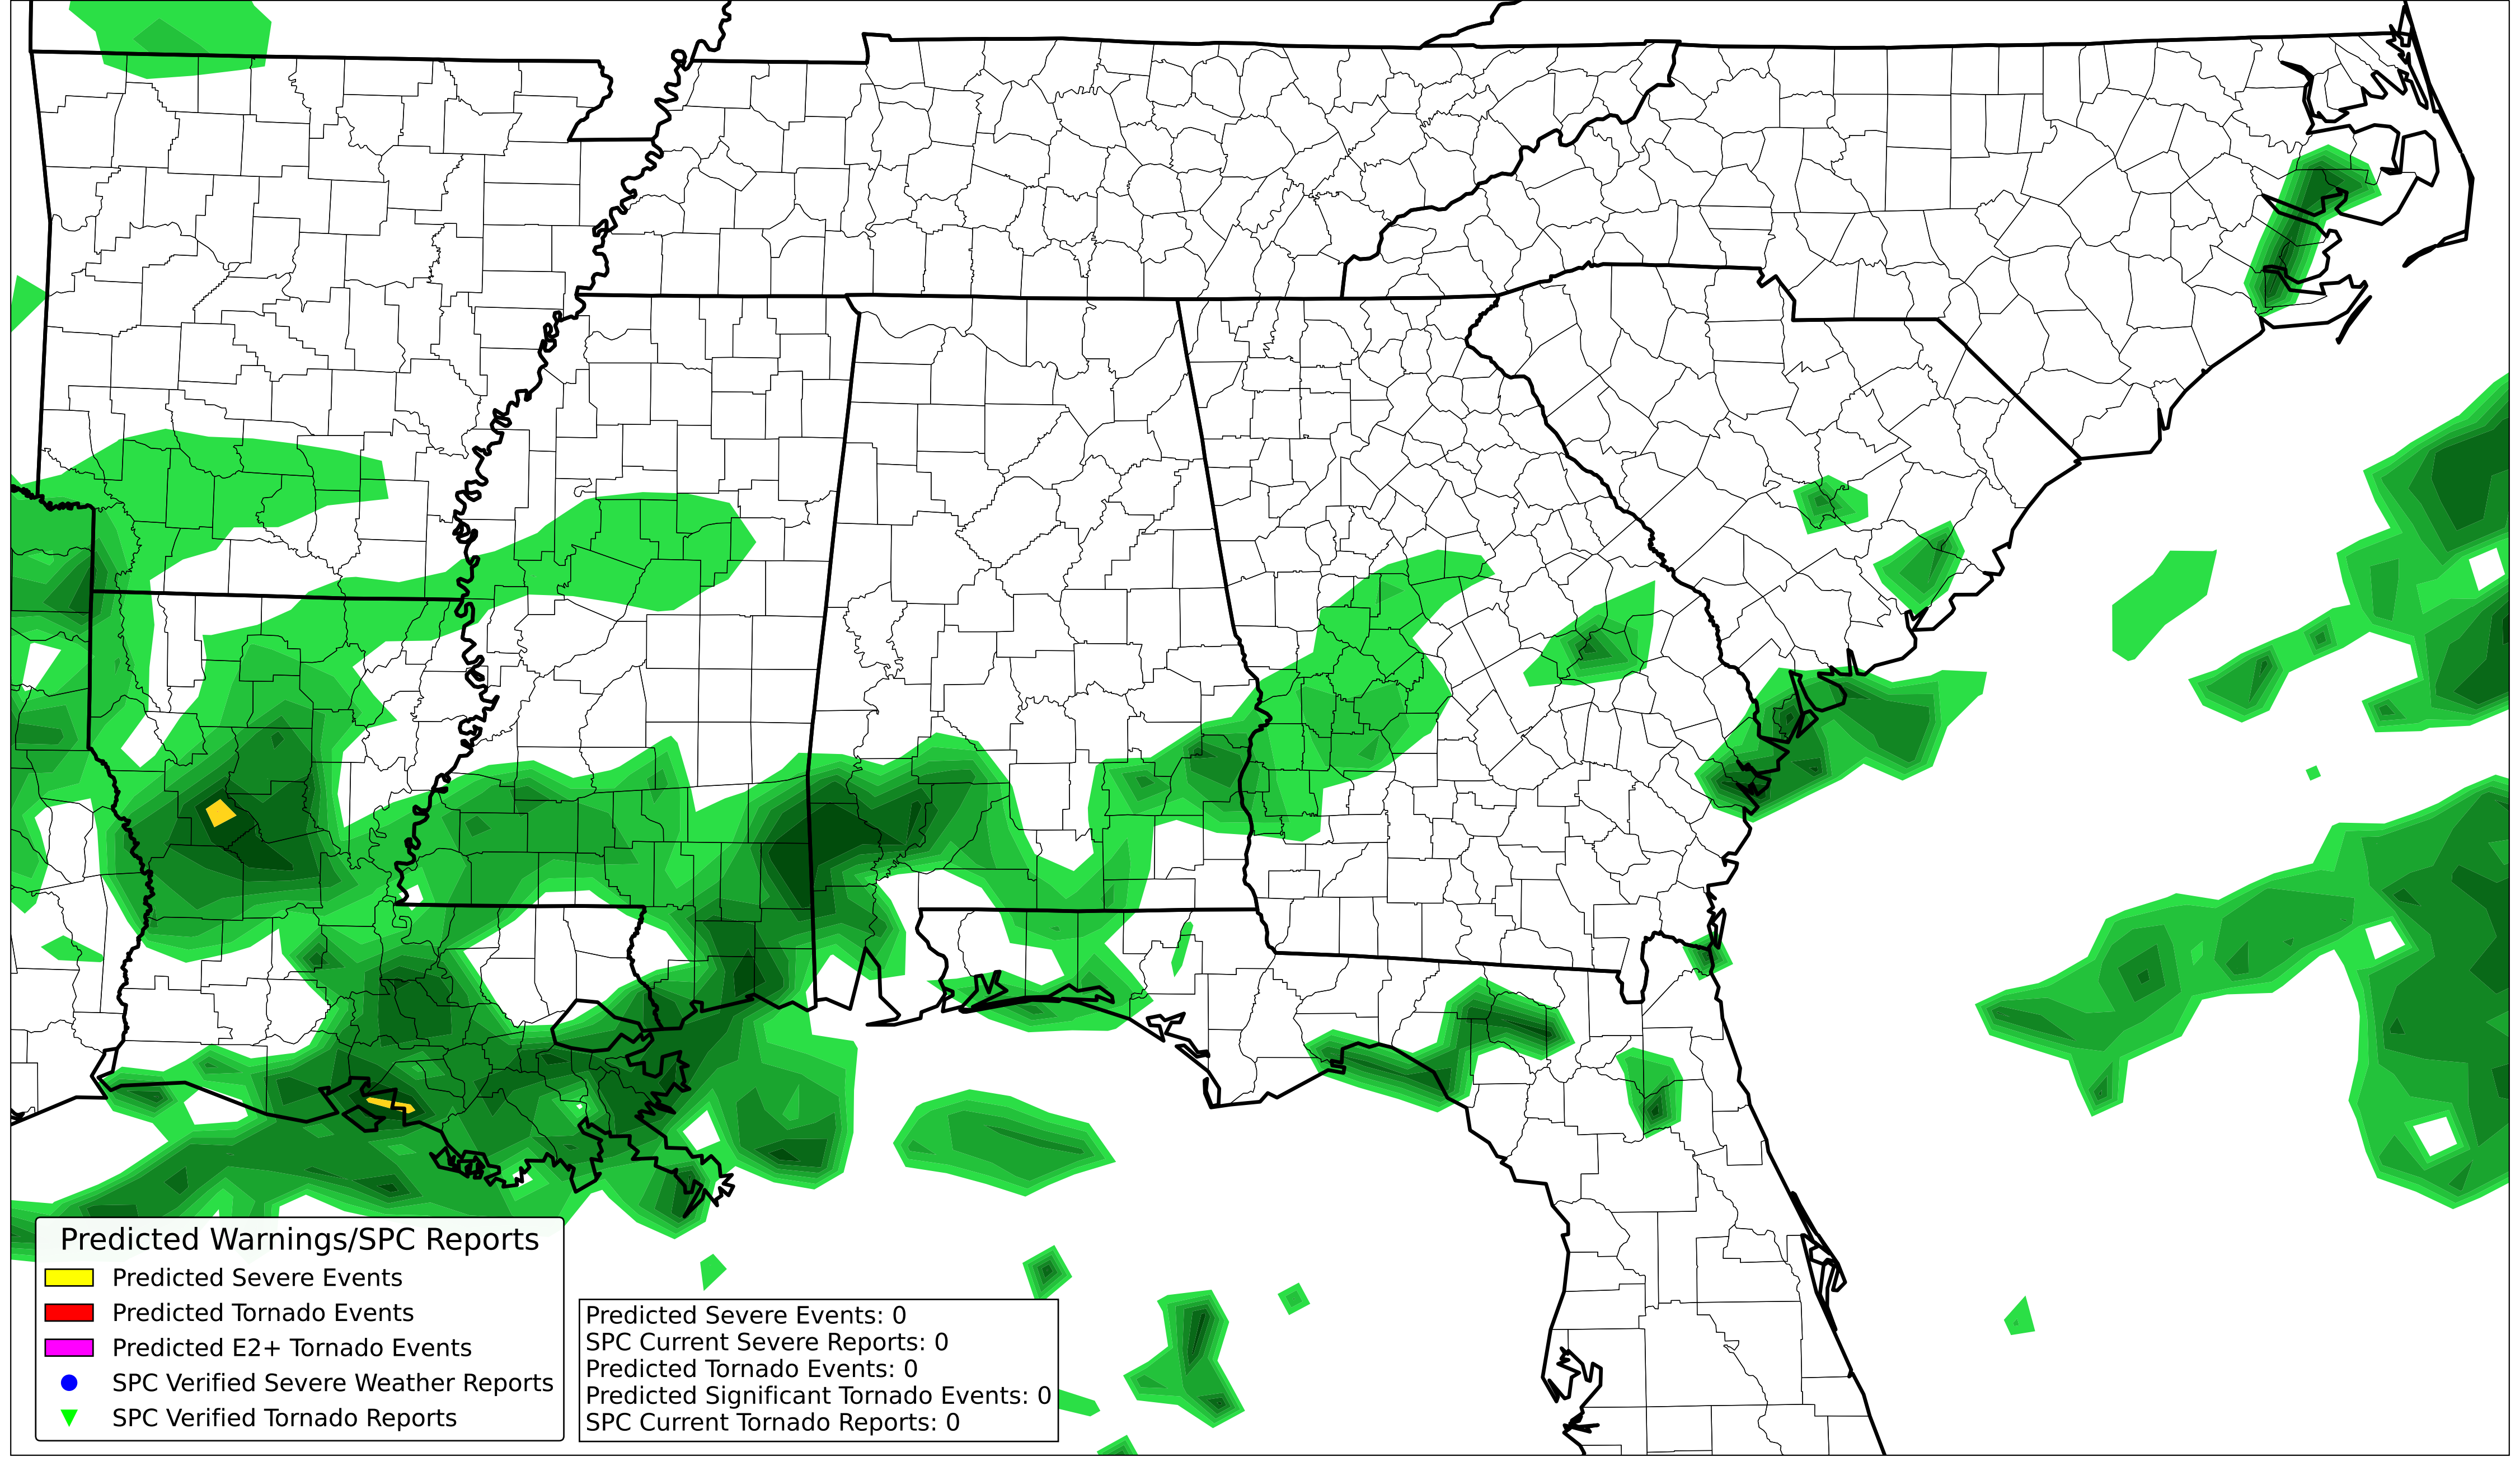 Predicted Warnings/SPC Reports
Predicted Severe Events
Predicted Tornado Events
Predicted E2+ Tornado Events
SPC Verified Severe Weather Reports
SPC Verified Tornado Reports
Predicted Severe Events: 0
SPC Current Severe Reports: 0
Predicted Tornado Events: 0
Predicted Significant Tornado Events: 0
SPC Current Tornado Reports: 0